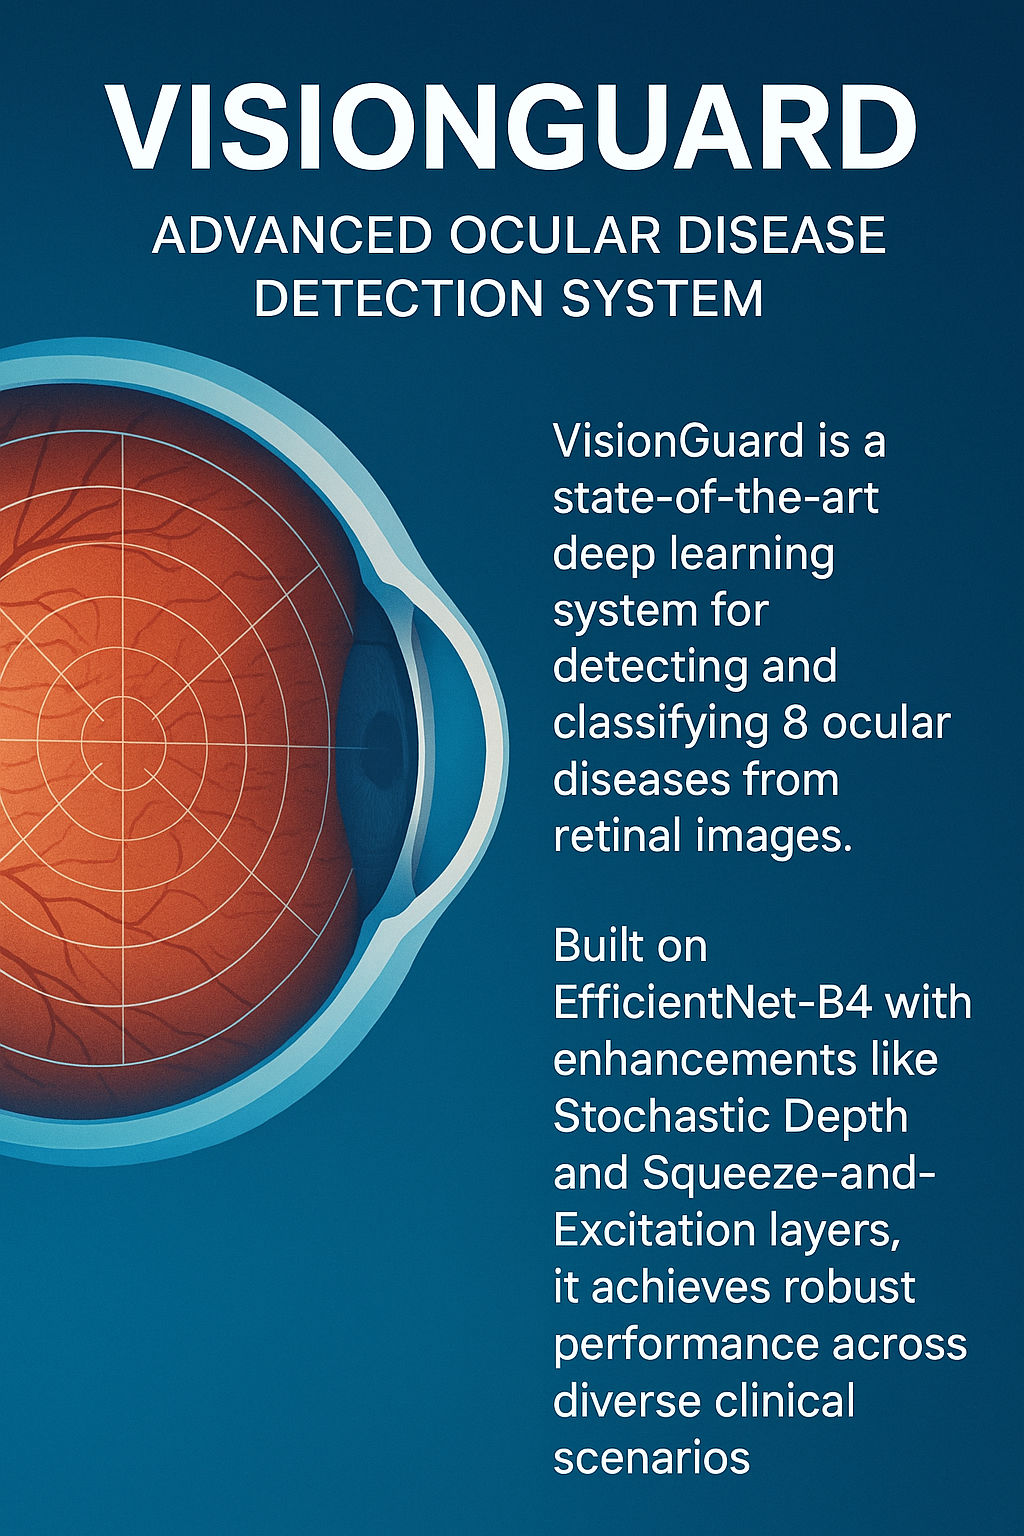 VISIONGUARD
ADVANCED OCULAR DISEASE
DETECTION SYSTEM
VisionGuard is a
state-of-the-art
deep learning
system for
detecting and
classifying 8 ocular
diseases from
retinal images.
Built on
EfficientNet-B4 with
enhancements like
Stochastic Depth
and Squeeze-and-
Excitation layers,
it achieves robust
performance across
diverse clinical
scenarios